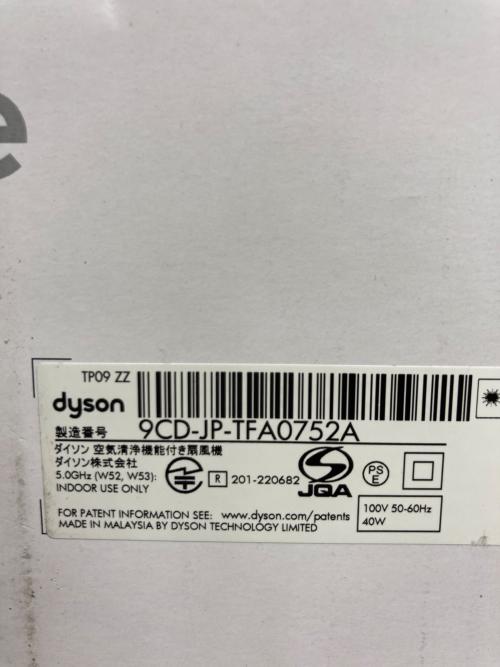 e
TP09 ZZ
dyson
製造番号 9CD-JP-TFA0752A
ダイソン 空気清浄機能付き扇風機
ダイソン株式会社
5.0GHz (W52, W53):
INDOOR USE ONLY
R 201-220682
JQA
PS
E
FOR PATENT INFORMATION SEE: www.dyson.com/patents
MADE IN MALAYSIA BY DYSON TECHNOLOGY LIMITED
100V 50-60Hz
40W